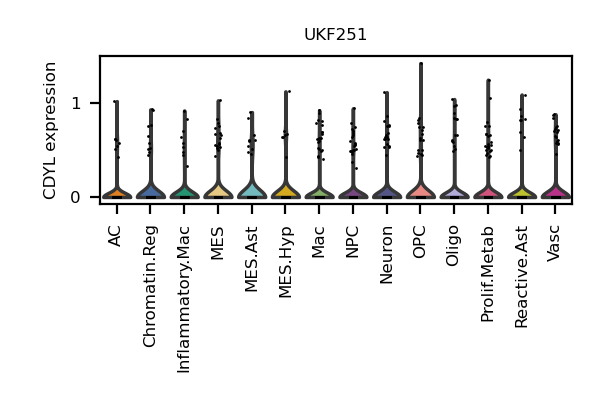 UKF251
CDYL expression
1
0
AC
Chromatin.Reg
Inflammatory.Mac
MES
MES.Ast
MES.Hyp
Mac
NPC
Neuron
OPC
Oligo
Prolif.Metab
Reactive.Ast
Vasc